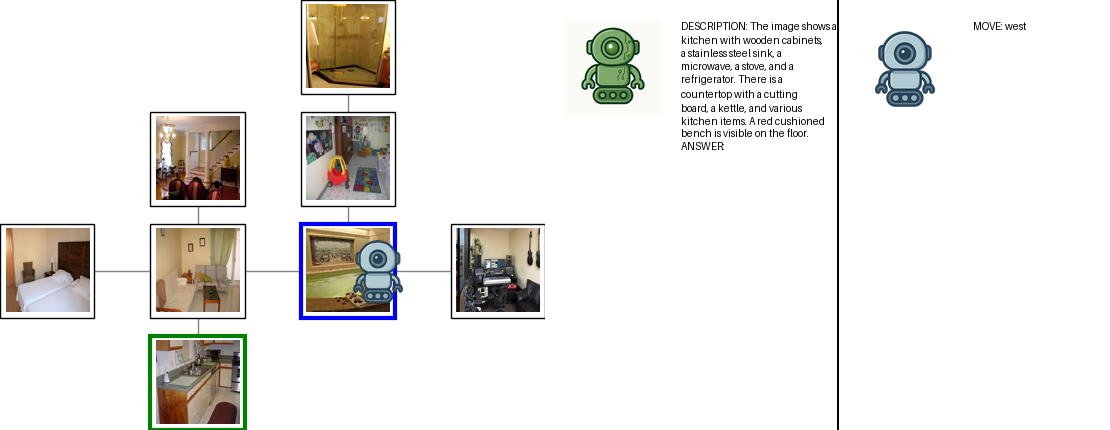 DESCRIPTION: The image shows a
kitchen with wooden cabinets,
a stainless steel sink, a
microwave, a stove, and a
refrigerator. There is a
countertop with a cutting
board, a kettle, and various
kitchen items. A red cushioned
bench is visible on the floor.
ANSWER:
MOVE: west